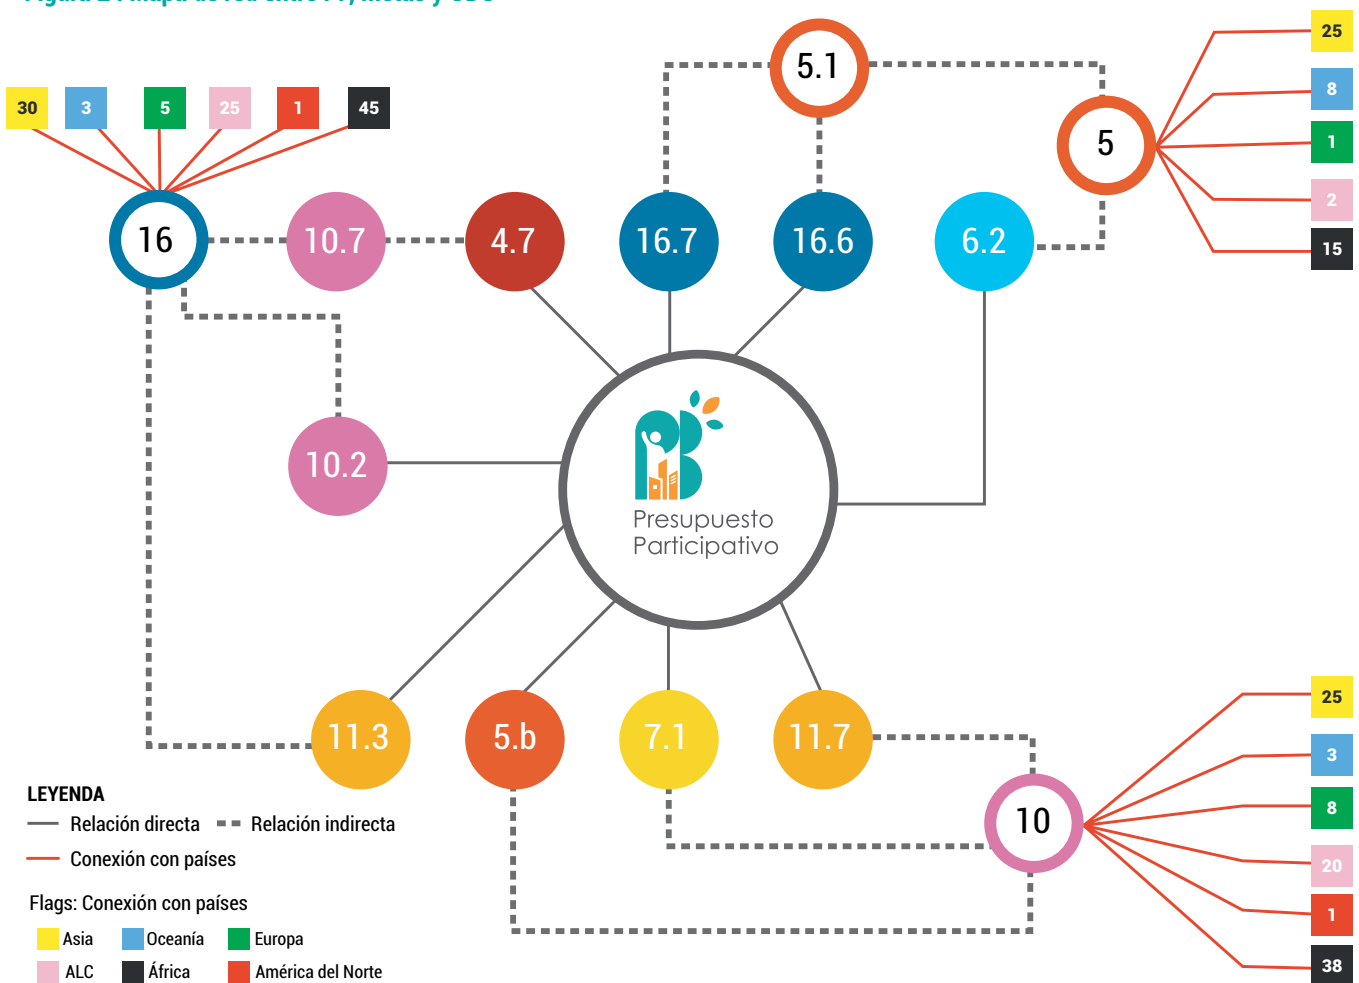 5.1
25
8
1
2
15
5
30
3
5
25
1
45
16
10.7
4.7
16.7
16.6
6.2
10.2
Presupuesto
Participativo
11.3
5.b
7.1
11.7
10
25
3
8
20
1
38
LEYENDA
Relación directa
Relación indirecta
Conexión con países
Flags: Conexión con países
Asia
Oceanía
Europa
ALC
África
América del Norte